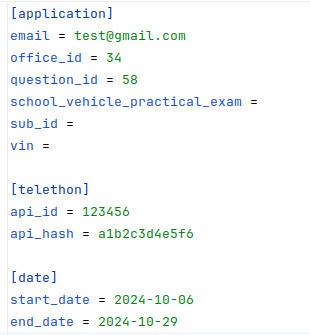 [application]
email = test@gmail.com
office_id = 34
question_id = 58
school_vehicle_practical_exam =
sub_id =
vin =
[telethon]
api_id = 123456
api_hash = a1b2c3d4e5f6
[date]
start_date = 2024-10-06
end_date = 2024-10-29